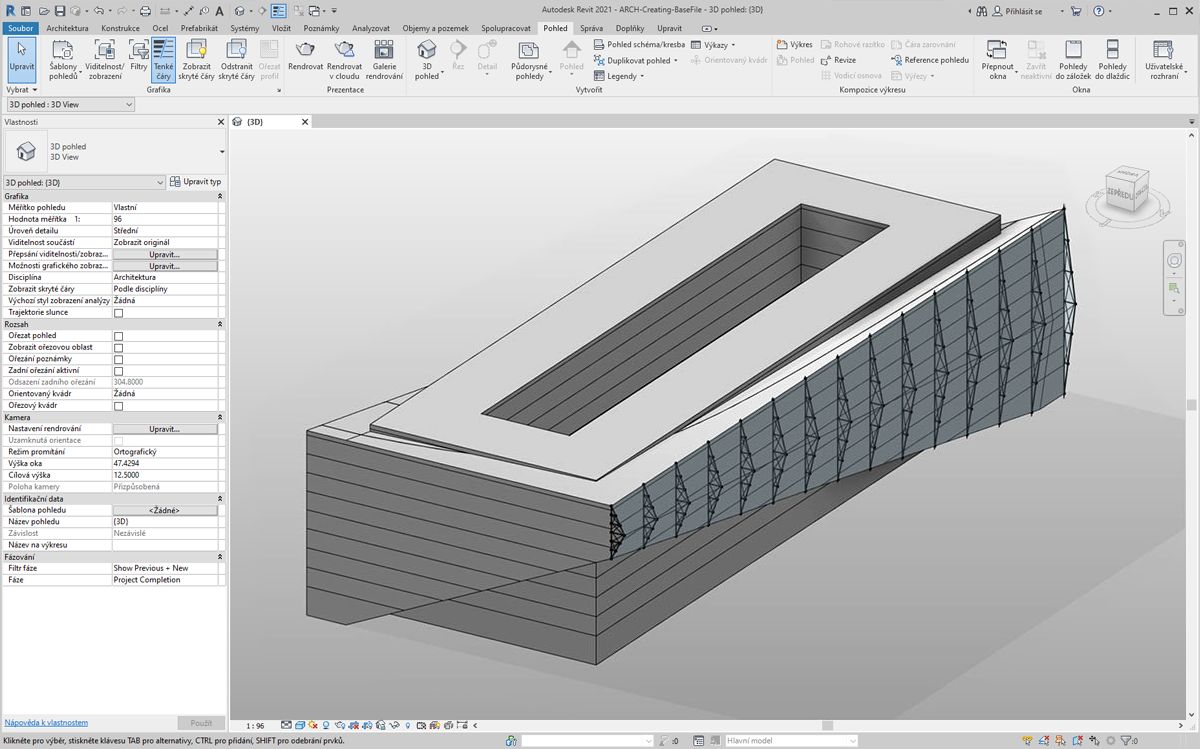 Autodesk Revit 2021 - ARCH-Creating-BaseFile - 3D pohled: {3D}
Přihlásit se
Soubor Architektura Konstrukce Ocel Prefabrikát Systémy Vložit Poznámky Analyzovat Objemy a pozemek Spolupracovat Pohled Správa Doplňky Upravit
Upravit
Šablony pohledů
Viditelnost/ zobrazení
Filtry
Tenké čáry
Zobrazit skryté čáry
Odstranit skryté čáry
Ořezat profil
Rendrovat
Rendrovat v cloudu
Galerie rendrování
3D pohled
Řez
Detail
Půdorysné pohledy
Pohled
Pohled schéma/kresba
Duplikovat pohled
Legendy
Výkazy
Orientovaný kvádr
Výkres
Pohled
Rohové razítko
Revize
Vodicí osnova
Čára zarovnání
Reference pohledu
Výřezy
Přepnout okna
Zavřít neaktivní
Pohledy do záložek
Pohledy do dlaždic
Uživatelské rozhraní
Vybrat
Grafika
Prezentace
Vytvořit
Kompozice výkresu
Okna
3D pohled : 3D View
Vlastnosti
{3D}
3D pohled
3D View
3D pohled: {3D}
Upravit typ
Grafika
Měřítko pohledu Vlastní
Hodnota měřítka 1: 96
Úroveň detailu Střední
Viditelnost součástí Zobrazit originál
Přepsání viditelnosti/zobraz... Upravit...
Možnosti grafického zobraz... Upravit...
Disciplína Architektura
Zobrazit skryté čáry Podle disciplíny
Výchozí styl zobrazení analýzy Žádná
Trajektorie slunce
Rozsah
Ořezat pohled
Zobrazit ořezovou oblast
Ořezání poznámky
Zadní ořezání aktivní
Odsazení zadního ořezání 304.8000
Orientovaný kvádr Žádná
Ořezový kvádr
Kamera
Nastavení rendrování Upravit...
Uzamknutá orientace
Režim promítání Ortografický
Výška oka 47.4294
Cílová výška 12.5000
Poloha kamery Přizpůsobená
Identifikační data
Šablona pohledu <Žádné>
Název pohledu {3D}
Závislost Nezávislé
Název na výkresu
Fázování
Filtr fáze Show Previous + New
Fáze Project Completion
ZEPŘEDU
Nápověda k vlastnostem
Použít
1 : 96
Klikněte pro výběr, stiskněte klávesu TAB pro alternativy, CTRL pro přidání, SHIFT pro odebrání prvků.
:0
Hlavní model
:0